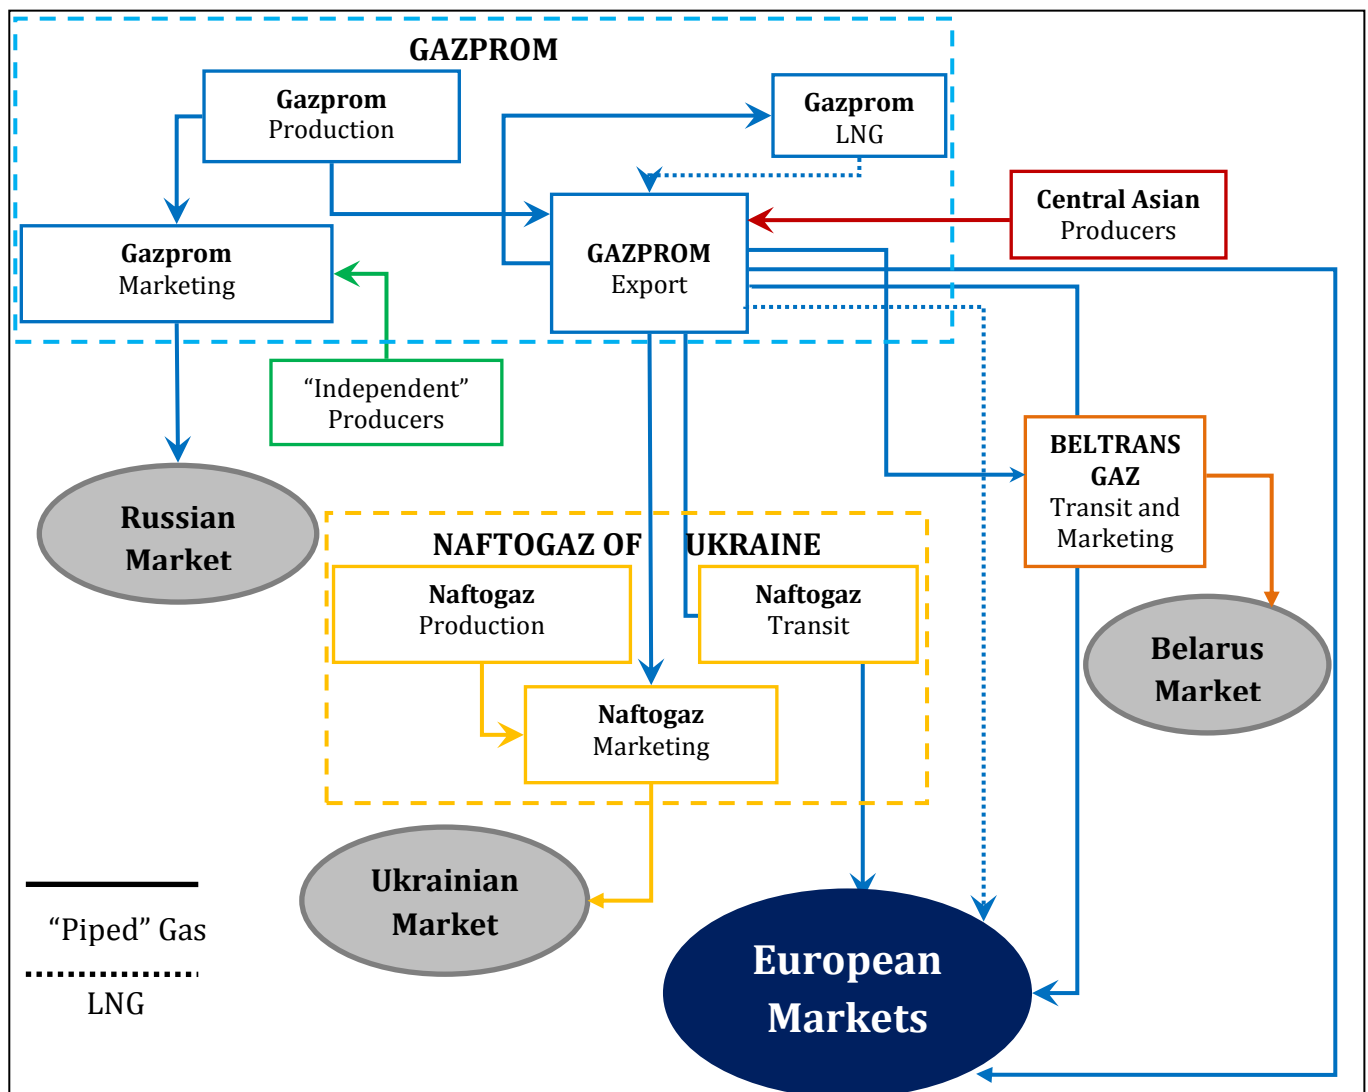 GAZPROM
Gazprom
Production
Gazprom
LNG
Central Asian
Producers
Gazprom
Marketing
GAZPROM
Export
“Independent”
Producers
BELTRANS
GAZ
Transit and
Marketing
Russian
Market
NAFTOGAZ OF UKRAINE
Naftogaz
Production
Naftogaz
Transit
Belarus
Market
Naftogaz
Marketing
Ukrainian
Market
“Piped” Gas
LNG
European
Markets